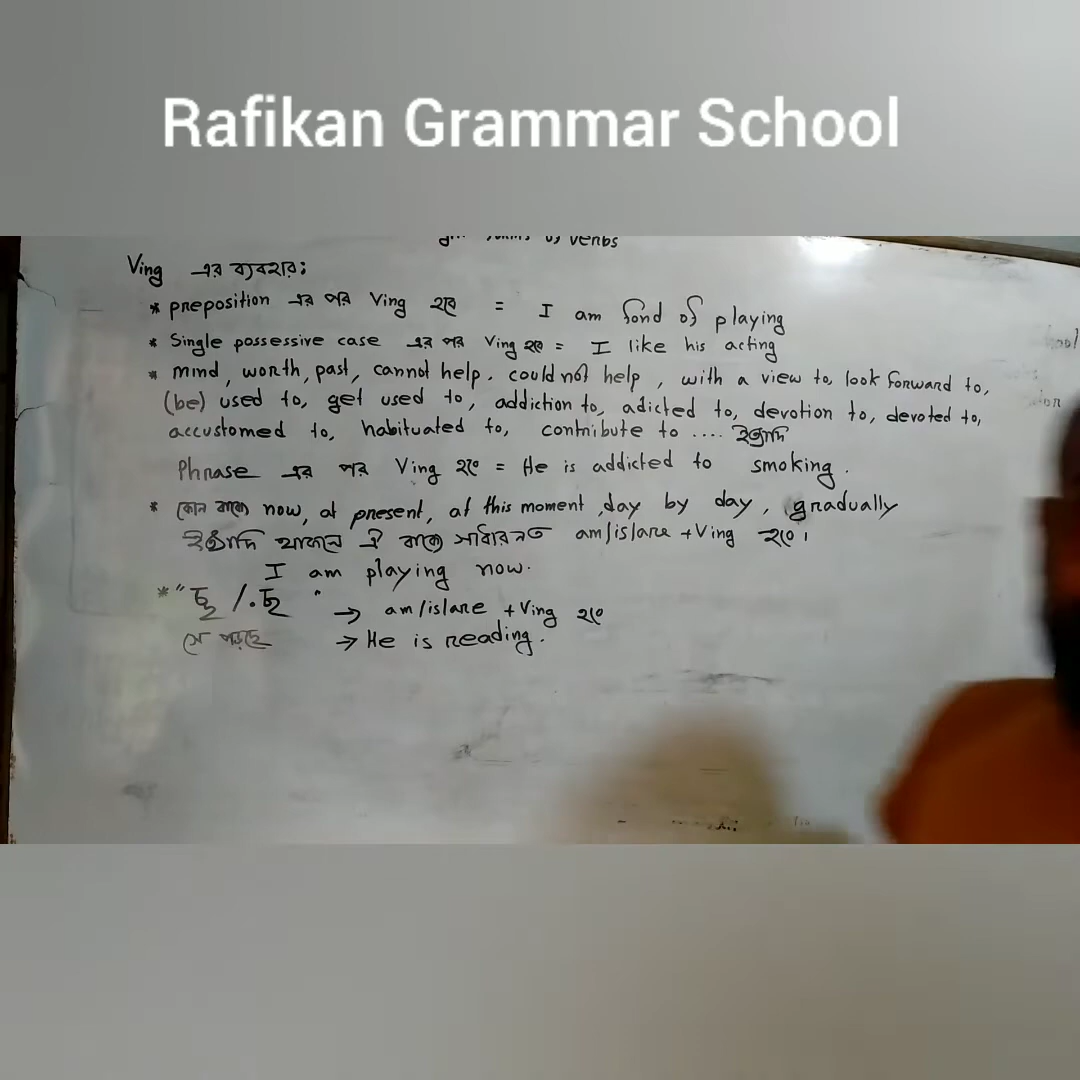 Rafikan Grammar School
forms of verbs
Ving এর ব্যবহার:
* preposition এর পর Ving হবে = I am fond of playing
* Single possessive case এর পর Ving হবে = I like his acting
* mind, worth, past, cannot help. could not help, with a view to, look forward to,
(be) used to, get used to, addiction to, adicted to, devotion to, devoted to,
accustomed to, habituated to, contribute to .... ইত্যাদি
Phrase এর পর Ving হবে = He is addicted to smoking.
* কোন বাক্যে now, at present, at this moment, day by day, gradually
ইত্যাদি থাকলে ঐ বাক্যে সাধারনত am/is/are + Ving হবে।
I am playing now.
* " চ্ছ / .ছ " → am/is/are + Ving হবে
সে পড়ছে → He is reading.